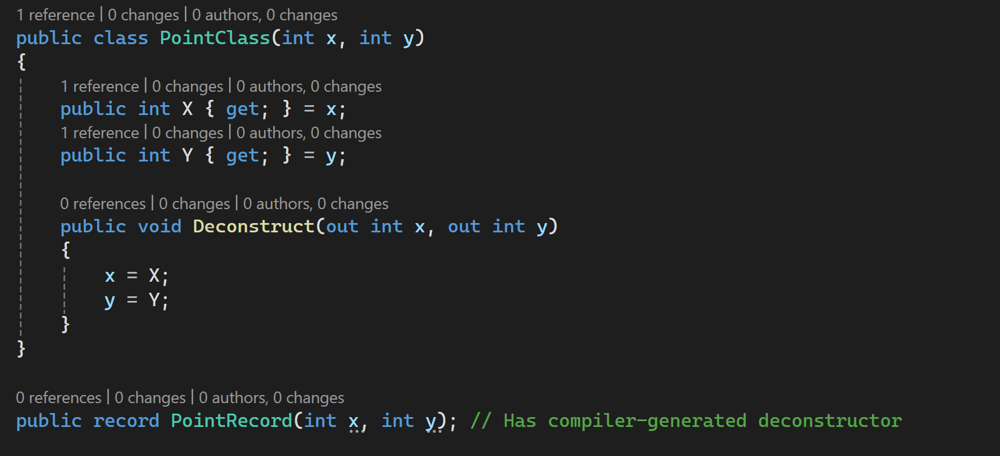 1 reference | 0 changes | 0 authors, 0 changes
public class PointClass(int x, int y)
{
1 reference | 0 changes | 0 authors, 0 changes
public int X { get; } = x;
1 reference | 0 changes | 0 authors, 0 changes
public int Y { get; } = y;
0 references | 0 changes | 0 authors, 0 changes
public void Deconstruct(out int x, out int y)
{
x = X;
y = Y;
}
}
0 references | 0 changes | 0 authors, 0 changes
public record PointRecord(int x, int y); // Has compiler-generated deconstructor